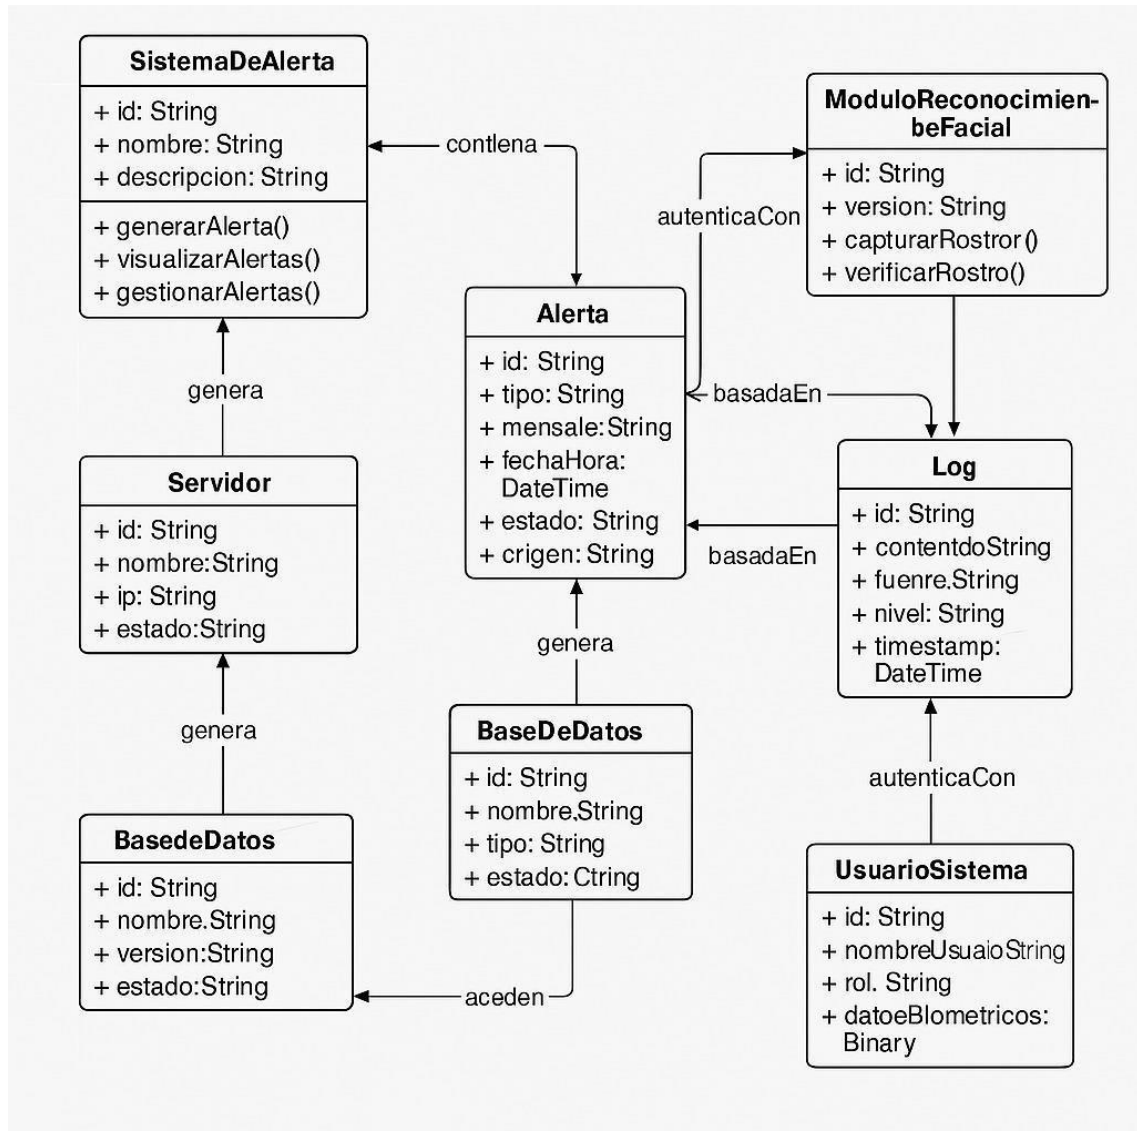 SistemaDeAlerta
+ id: String
+ nombre: String
+ descripcion: String
+ generarAlerta()
+ visualizarAlertas()
+ gestionarAlertas()
contlena
ModuloReconocimien-
beFacial
+ id: String
+ version: String
+ capturarRostror()
+ verificarRostro()
autenticaCon
Alerta
+ id: String
+ tipo: String
+ mensale: String
+ fechaHora:
DateTime
+ estado: String
+ crigen: String
basadaEn
genera
Servidor
+ id: String
+ nombre:String
+ ip: String
+ estado:String
Log
+ id: String
+ contentdoString
+ fuenre.String
+ nivel: String
+ timestamp:
DateTime
basadaEn
genera
genera
BaseDeDatos
+ id: String
+ nombre.String
+ tipo: String
+ estado: Ctring
autenticaCon
BasedeDatos
+ id: String
+ nombre.String
+ version:String
+ estado:String
aceden
UsuarioSistema
+ id: String
+ nombreUsuaioString
+ rol. String
+ datoeBlometricos:
Binary